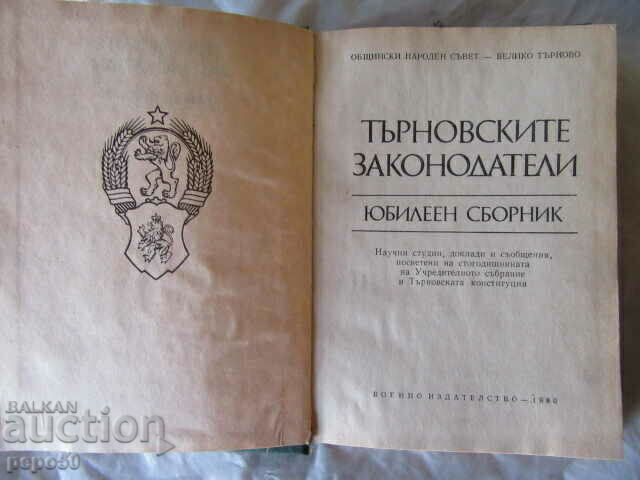 ОБЩИНСКИ НАРОДЕН СЪВЕТ — ВЕЛИКО ТЪРНОВО
ТЪРНОВСКИТЕ
ЗАКОНОДАТЕЛИ
ЮБИЛЕЕН СБОРНИК
Научни студии, доклади и съобщения,
посветени на стогодишнината
на Учредителното събрание
и Търновската конституция
ВОЕННО ИЗДАТЕЛСТВО — 1980
BALKAN
auction
pepo50